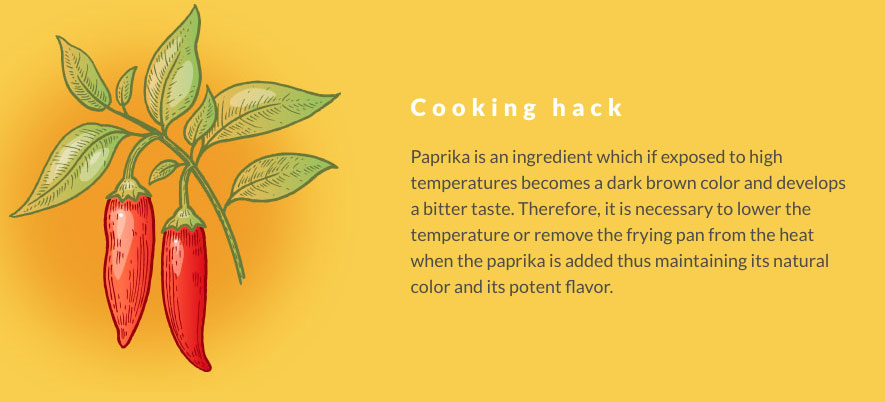 Cooking hack
Paprika is an ingredient which if exposed to high
temperatures becomes a dark brown color and develops
a bitter taste. Therefore, it is necessary to lower the
temperature or remove the frying pan from the heat
when the paprika is added thus maintaining its natural
color and its potent flavor.